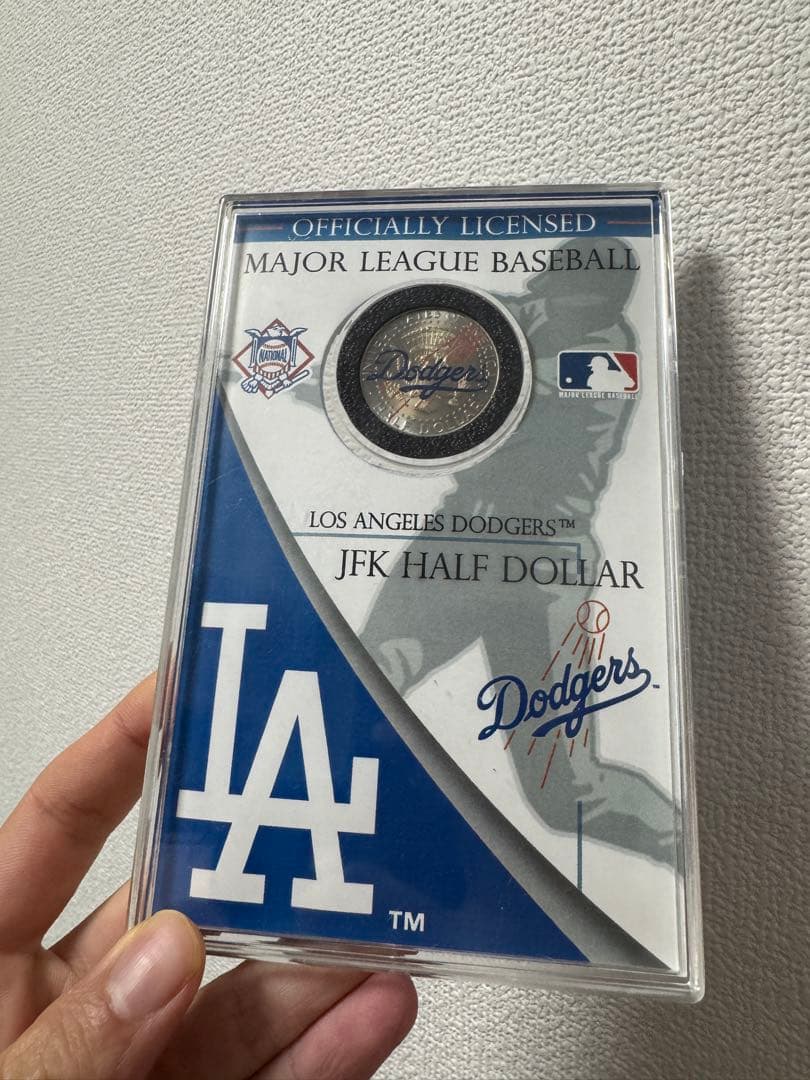 OFFICIALLY LICENSED
MAJOR LEAGUE BASEBALL
NATIONAL
Dodgers
MAJOR LEAGUE BASEBALL
LOS ANGELES DODGERS™
JFK HALF DOLLAR
Dodgers
LA TM